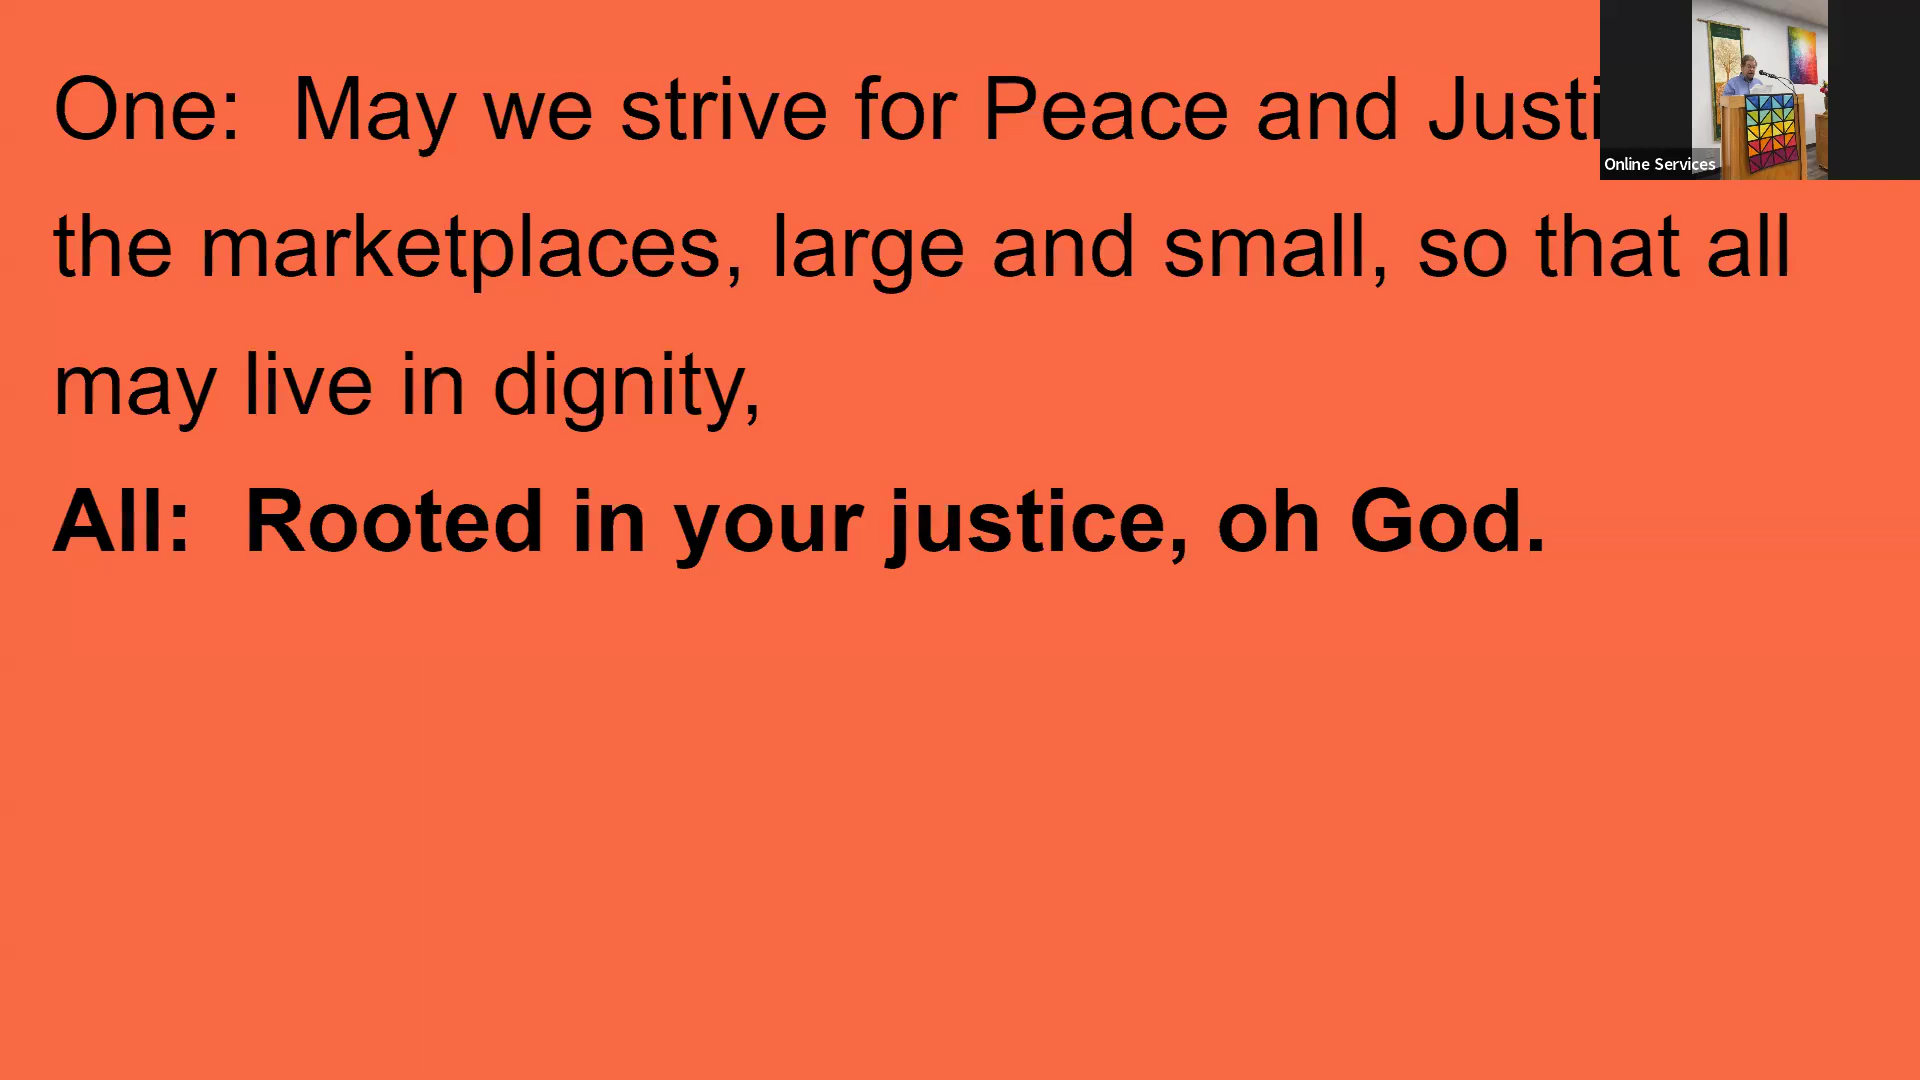 One: May we strive for Peace and
the marketplaces, large and small, so that all
may live in dignity,
All: Rooted in your justice, oh God.
Online Services